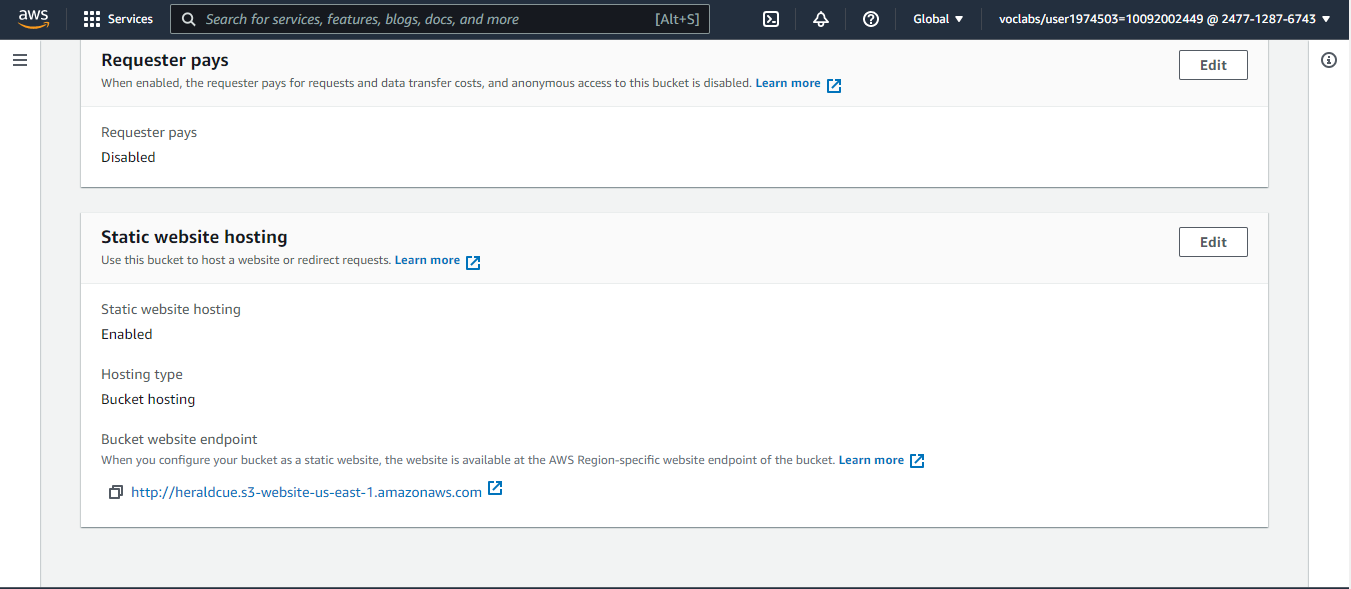 aws
Services
Search for services, features, blogs, docs, and more
[Alt+S]
Global
voclabs/user1974503=10092002449 @ 2477-1287-6743
Requester pays
Edit
When enabled, the requester pays for requests and data transfer costs, and anonymous access to this bucket is disabled. Learn more
Requester pays
Disabled
Static website hosting
Edit
Use this bucket to host a website or redirect requests. Learn more
Static website hosting
Enabled
Hosting type
Bucket hosting
Bucket website endpoint
When you configure your bucket as a static website, the website is available at the AWS Region-specific website endpoint of the bucket. Learn more
http://heraldcue.s3-website-us-east-1.amazonaws.com